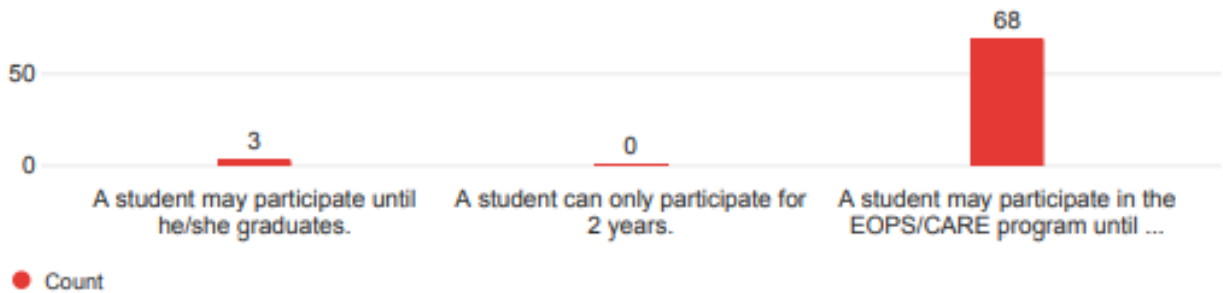 68
50
3
0
0
A student may participate until
he/she graduates.
A student can only participate for
2 years.
A student may participate in the
EOPS/CARE program until ...
Count